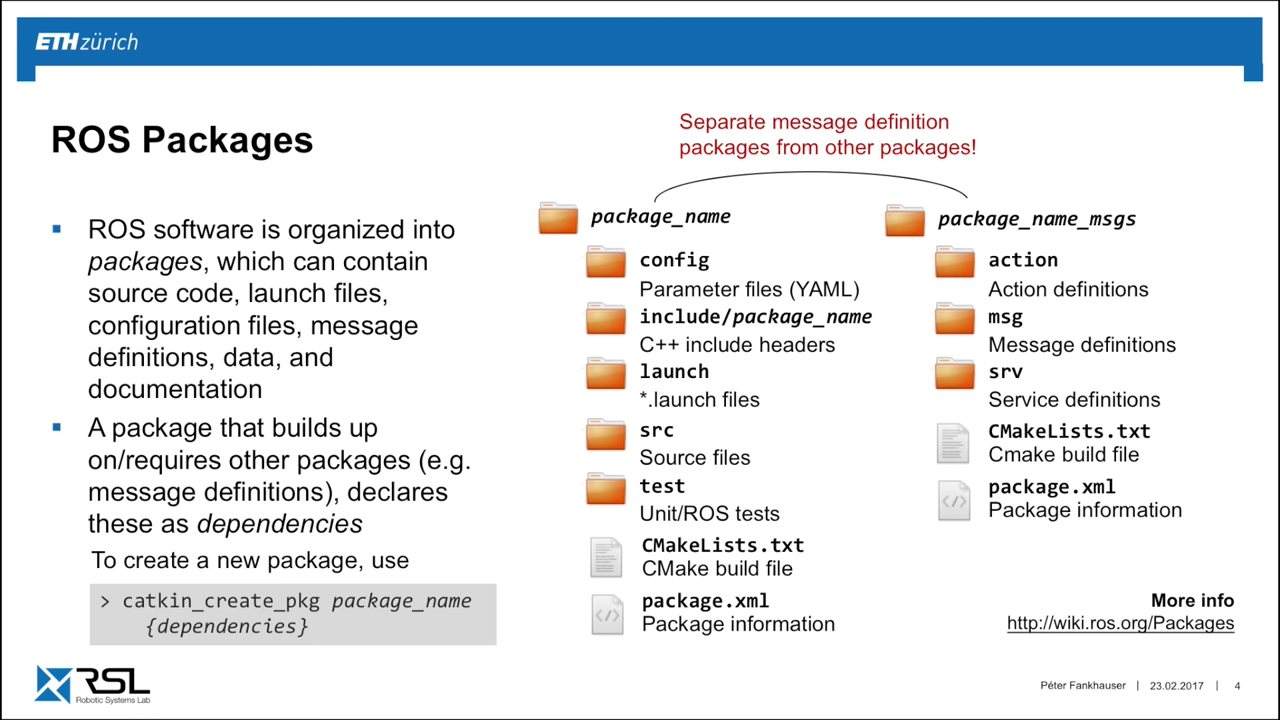 ETH zürich
ROS Packages
▪ ROS software is organized into
packages, which can contain
source code, launch files,
configuration files, message
definitions, data, and
documentation
▪ A package that builds up
on/requires other packages (e.g.
message definitions), declares
these as dependencies
To create a new package, use
> catkin_create_pkg package_name
{dependencies}
Separate message definition
packages from other packages!
package_name
config
Parameter files (YAML)
include/package_name
C++ include headers
launch
*.launch files
src
Source files
test
Unit/ROS tests
CMakeLists.txt
CMake build file
package.xml
Package information
package_name_msgs
action
Action definitions
msg
Message definitions
srv
Service definitions
CMakeLists.txt
Cmake build file
package.xml
Package information
More info
http://wiki.ros.org/Packages
RSL
Robotic Systems Lab
Péter Fankhauser | 23.02.2017 | 4